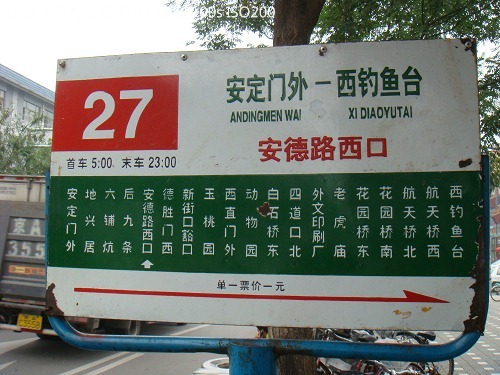 0s ISO200
27
安定门外 — 西钓鱼台
ANDINGMEN WAI XI DIAOYUTAI
首车 5:00 末车 23:00
安德路西口
安定门外
地兴居
六铺炕
后九条
安德路西口
德胜门西
新街口豁口
玉桃园
西直门外
动物园
白石桥东
四道口北
外文印刷厂
老虎庙
花园桥东
花园桥南
航天桥北
航天桥西
西钓鱼台
单一票价一元
京A